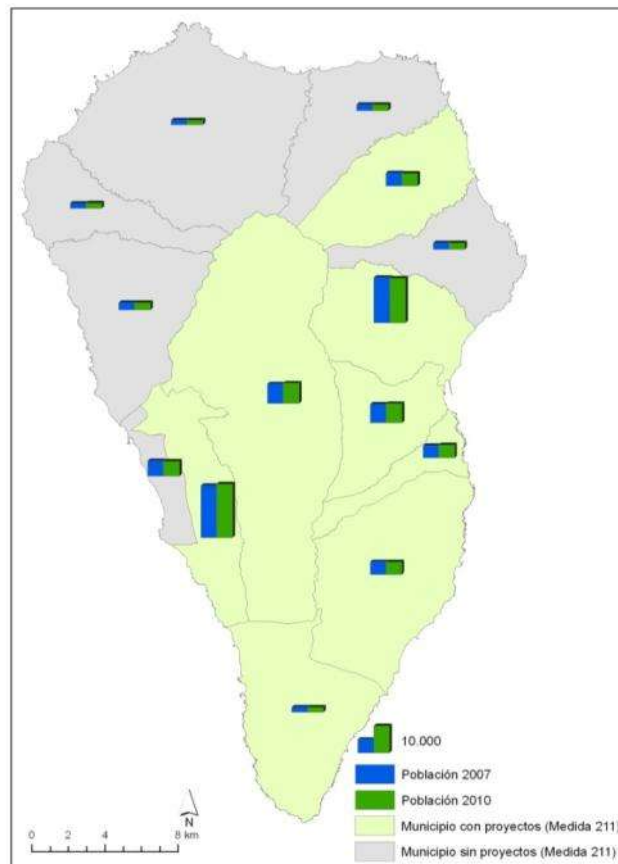 10.000
Población 2007
Población 2010
Municipio con proyectos (Medida 211)
Municipio sin proyectos (Medida 211)
N
0 2 4 8 km